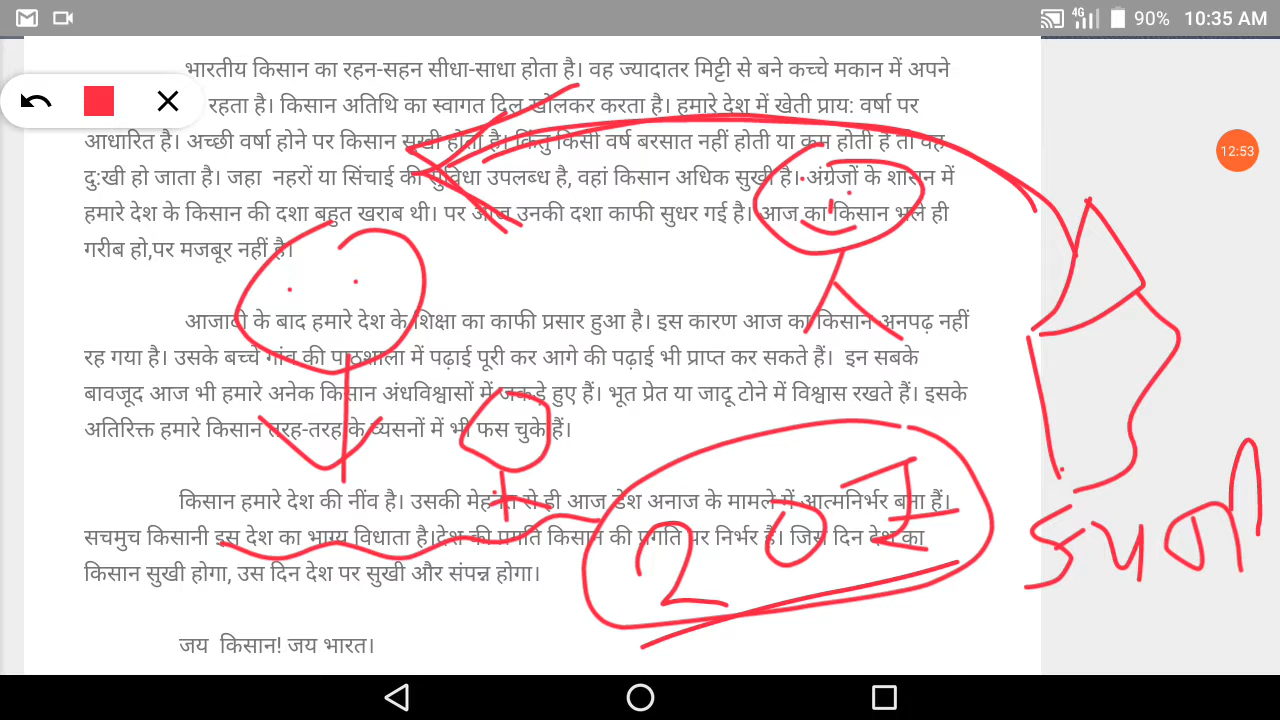 90% 10:35 AM
4G
12:53
भारतीय किसान का रहन-सहन सीधा-साधा होता है। वह ज्यादातर मिट्टी से बने कच्चे मकान में अपने
रहता है। किसान अतिथि का स्वागत दिल खोलकर करता है। हमारे देश में खेती प्राय: वर्षा पर
आधारित है। अच्छी वर्षा होने पर किसान सुखी होता है। किंतु किसी वर्ष बरसात नहीं होती या कम होती है तो वह
दु:खी हो जाता है। जहा नहरों या सिंचाई की सुविधा उपलब्ध है, वहां किसान अधिक सुखी है। अंग्रेजों के शासन में
हमारे देश के किसान की दशा बहुत खराब थी। पर आज उनकी दशा काफी सुधर गई है। आज का किसान भले ही
गरीब हो,पर मजबूर नहीं है।
आजादी के बाद हमारे देश के शिक्षा का काफी प्रसार हुआ है। इस कारण आज का किसान अनपढ़ नहीं
रह गया है। उसके बच्चे गांव की पाठशाला में पढ़ाई पूरी कर आगे की पढ़ाई भी प्राप्त कर सकते हैं। इन सबके
बावजूद आज भी हमारे अनेक किसान अंधविश्वासों में जकड़े हुए हैं। भूत प्रेत या जादू टोने में विश्वास रखते हैं। इसके
अतिरिक्त हमारे किसान तरह-तरह के व्यसनों में भी फस चुके हैं।
किसान हमारे देश की नींव है। उसकी मेहनत से ही आज देश अनाज के मामले में आत्मनिर्भर बना हैं।
सचमुच किसानी इस देश का भाग्य विधाता है।देश की प्रगति किसान की प्रगति पर निर्भर है। जिस दिन देश का
किसान सुखी होगा, उस दिन देश पर सुखी और संपन्न होगा।
जय किसान! जय भारत।